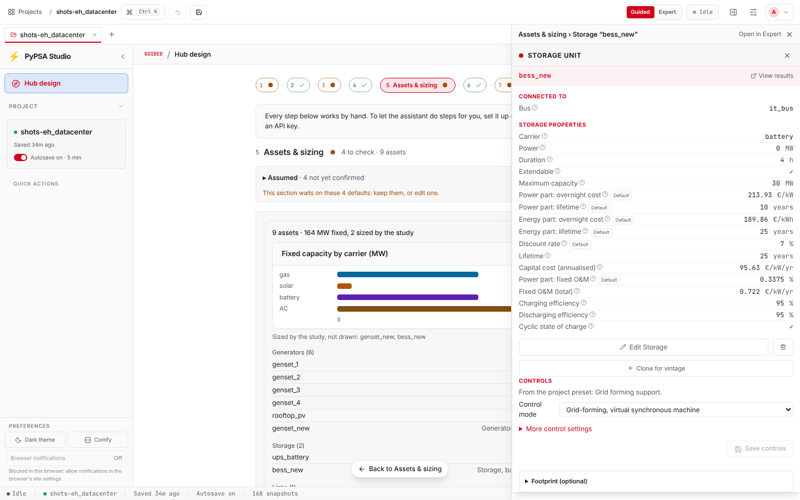 Projects / shots-eh_datacenter
Ctrl K
Guided Expert
Idle
A
shots-eh_datacenter
PyPSA Studio
Hub design
PROJECT
shots-eh_datacenter
Saved 34m ago
Autosave on · 5 min
QUICK ACTIONS
PREFERENCES
Dark theme
Comfy
Browser notifications Off
Blocked in this browser: allow notifications in the
browser's site settings
GUIDED / Hub design
1
2
3
4
5 Assets & sizing
6
7
Every step below works by hand. To let the assistant do steps for you, set it up
an API key.
5 Assets & sizing 4 to check · 9 assets
Assumed · 4 not yet confirmed
This section waits on these 4 defaults: keep them, or edit one.
9 assets · 164 MW fixed, 2 sized by the study
Fixed capacity by carrier (MW)
gas
solar
battery
AC
0
Sized by the study, not drawn: genset_new, bess_new
Generators (6)
genset_1
genset_2
genset_3
genset_4
rooftop_pv
genset_new
Storage (2)
ups_battery
bess_new
Storage, ba
Back to Assets & sizing
Assets & sizing › Storage “bess_new”
Open in Expert
STORAGE UNIT
bess_new
View results
CONNECTED TO
Bus it_bus
STORAGE PROPERTIES
Carrier battery
Power 0 MW
Duration 4 h
Extendable ✓
Maximum capacity 30 MW
Power part: overnight cost Default 213.93 €/kW
Power part: lifetime Default 10 years
Energy part: overnight cost Default 189.86 €/kWh
Energy part: lifetime Default 25 years
Discount rate Default 7 %
Lifetime 25 years
Capital cost (annualised) 95.63 €/kW/yr
Power part: fixed O&M Default 0.3375 %
Fixed O&M (total) 0.722 €/kW/yr
Charging efficiency 95 %
Discharging efficiency 95 %
Cyclic state of charge ✓
Edit Storage
+ Clone for vintage
CONTROLS
From the project preset: Grid forming support.
Control
mode
Grid-forming, virtual synchronous machine
More control settings
Save controls
Footprint (optional)
Idle
shots-eh_datacenter
Saved 34m ago
Autosave on
168 snapshots